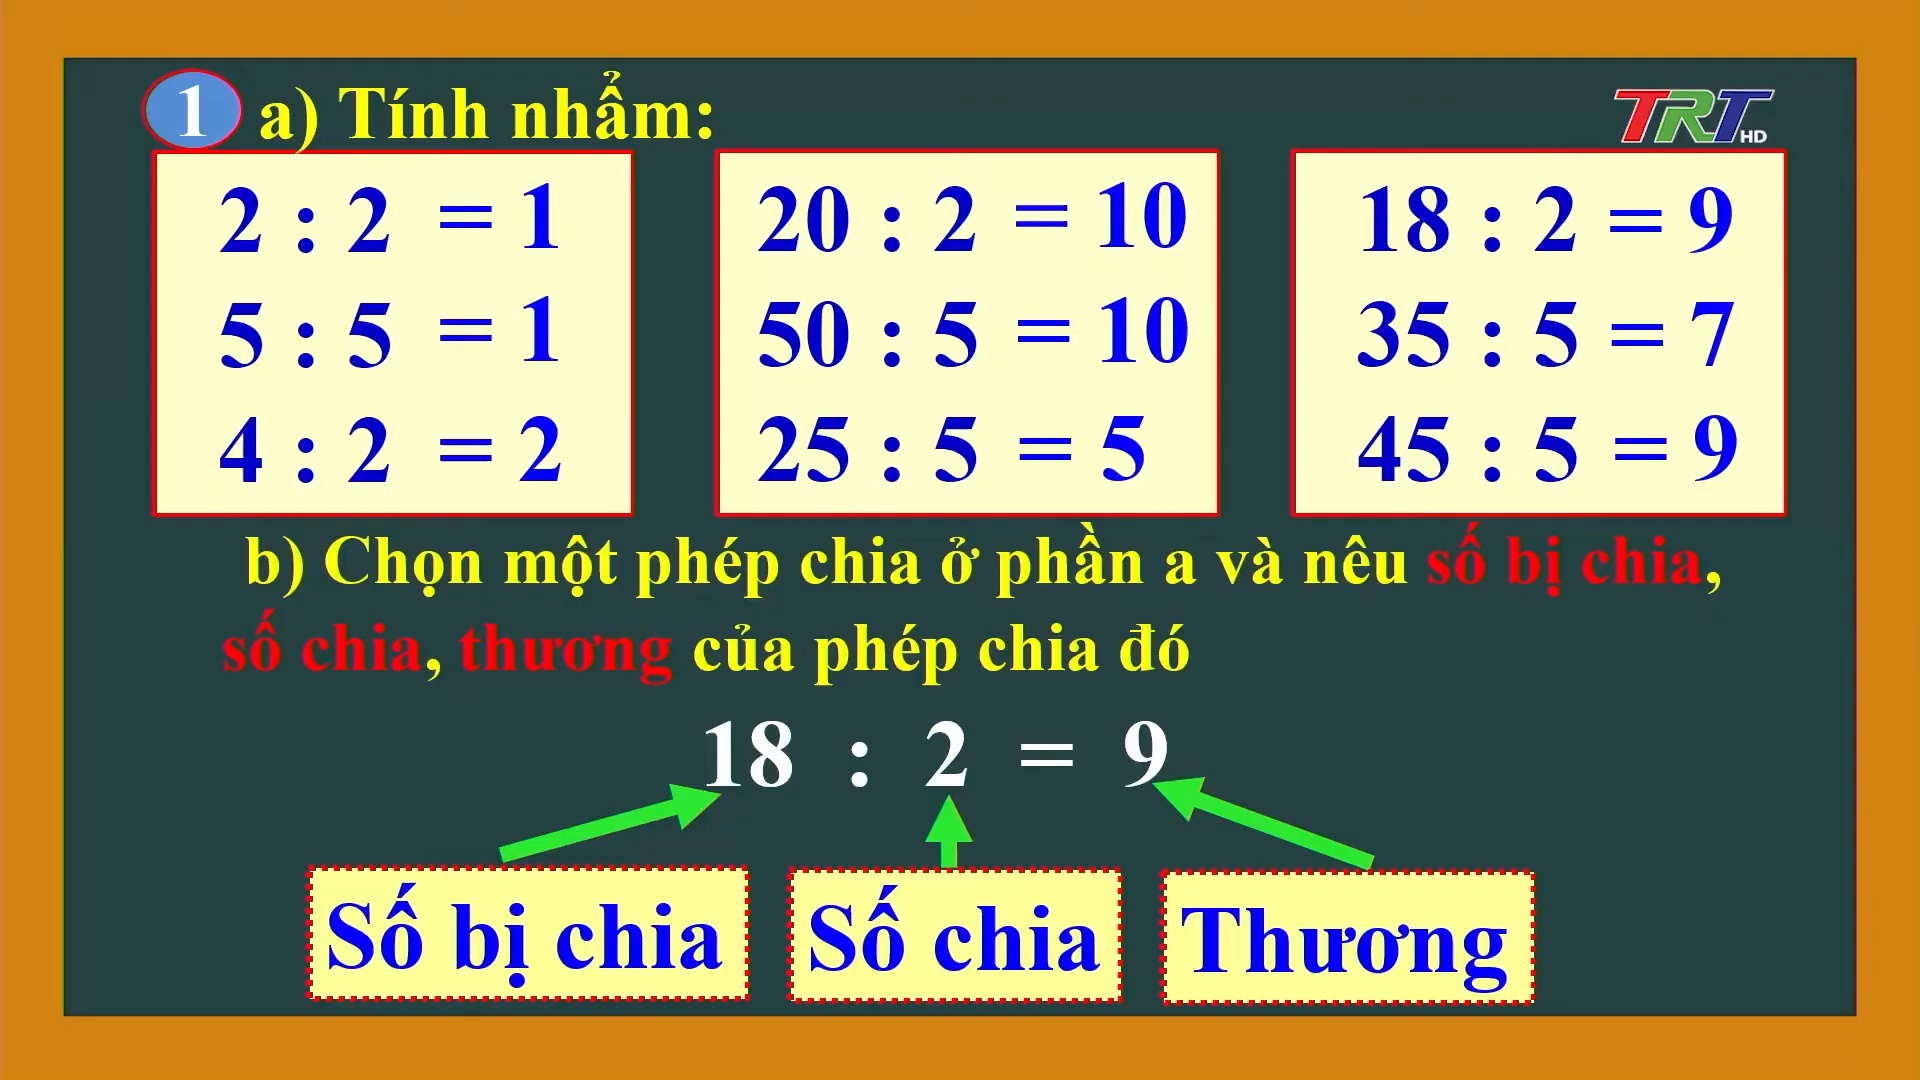 1 a) Tính nhẩm:
TRT HD
2 : 2 = 1
5 : 5 = 1
4 : 2 = 2
20 : 2 = 10
50 : 5 = 10
25 : 5 = 5
18 : 2 = 9
35 : 5 = 7
45 : 5 = 9
b) Chọn một phép chia ở phần a và nêu số bị chia,
số chia, thương của phép chia đó
18 : 2 = 9
Số bị chia
Số chia
Thương